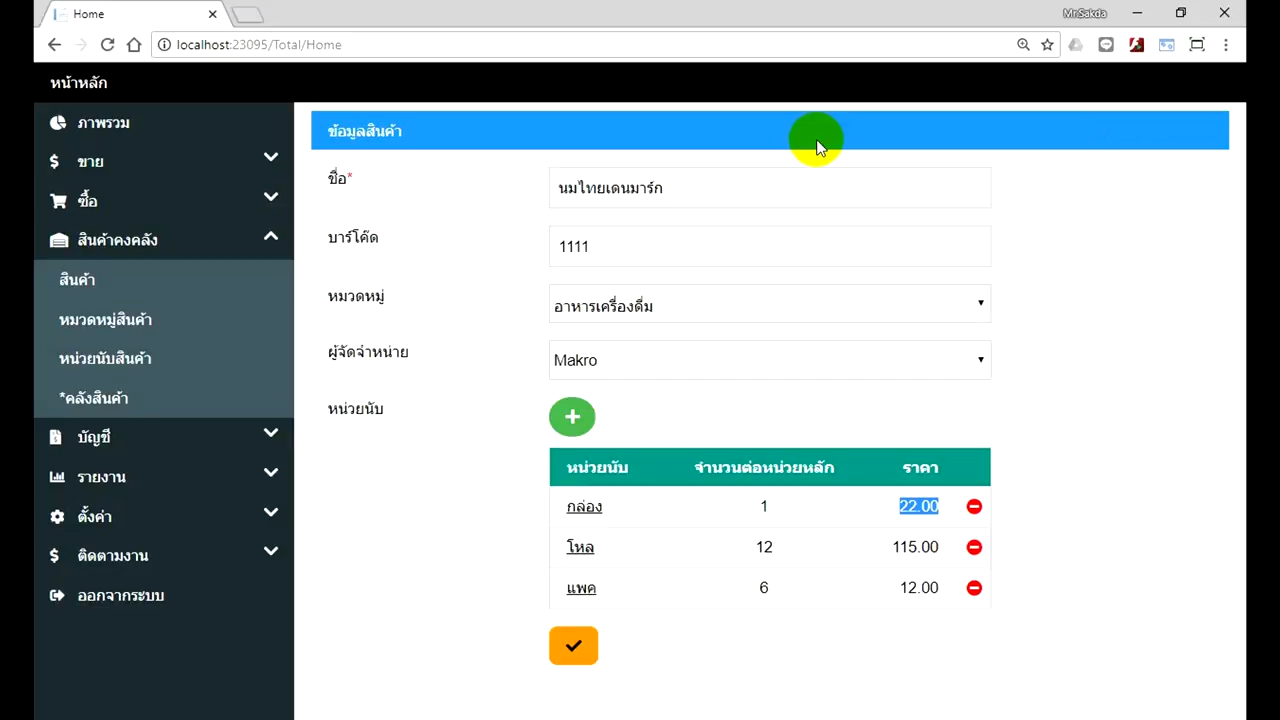 Home
MrSakda
localhost:23095/Total/Home
หน้าหลัก
ภาพรวม
ขาย
ซื้อ
สินค้าคงคลัง
สินค้า
หมวดหมู่สินค้า
หน่วยนับสินค้า
*คลังสินค้า
บัญชี
รายงาน
ตั้งค่า
ติดตามงาน
ออกจากระบบ
ข้อมูลสินค้า
ชื่อ* นมไทยเดนมาร์ก
บาร์โค๊ด 1111
หมวดหมู่ อาหารเครื่องดื่ม
ผู้จัดจำหน่าย Makro
หน่วยนับ
หน่วยนับ จำนวนต่อหน่วยหลัก ราคา
กล่อง 1 22.00
โหล 12 115.00
แพค 6 12.00